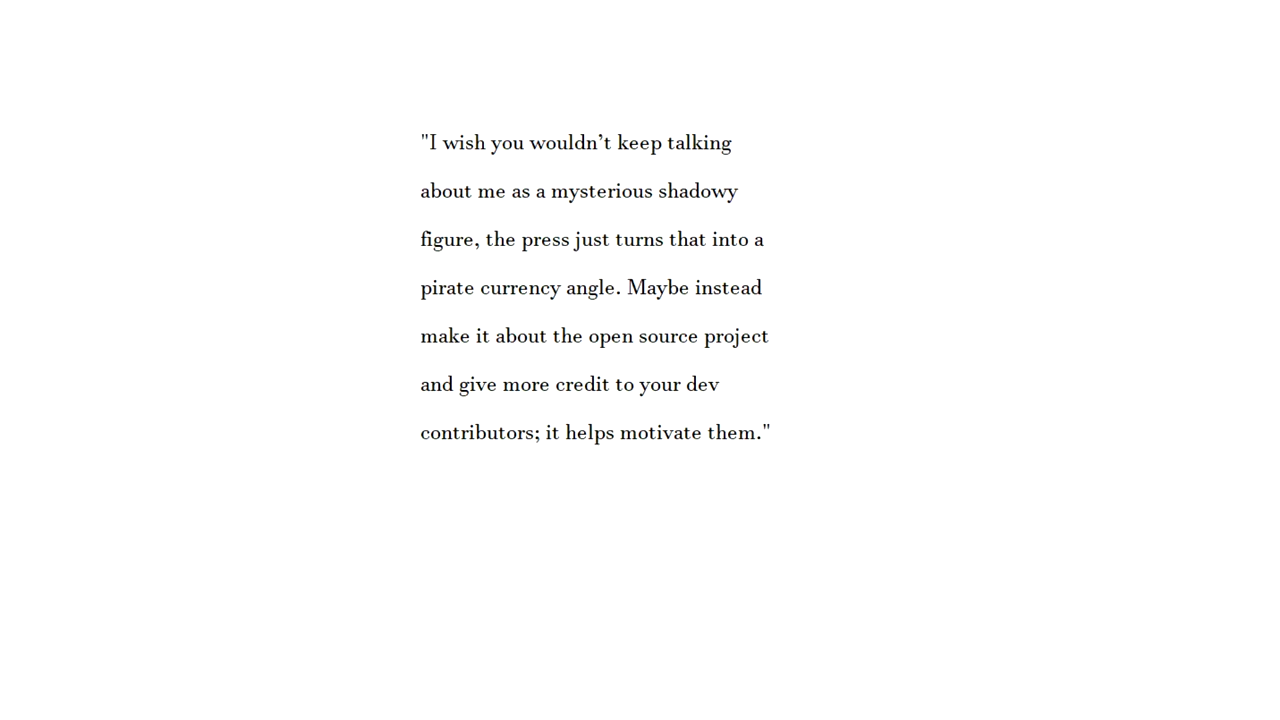 "I wish you wouldn’t keep talking
about me as a mysterious shadowy
figure, the press just turns that into a
pirate currency angle. Maybe instead
make it about the open source project
and give more credit to your dev
contributors; it helps motivate them."